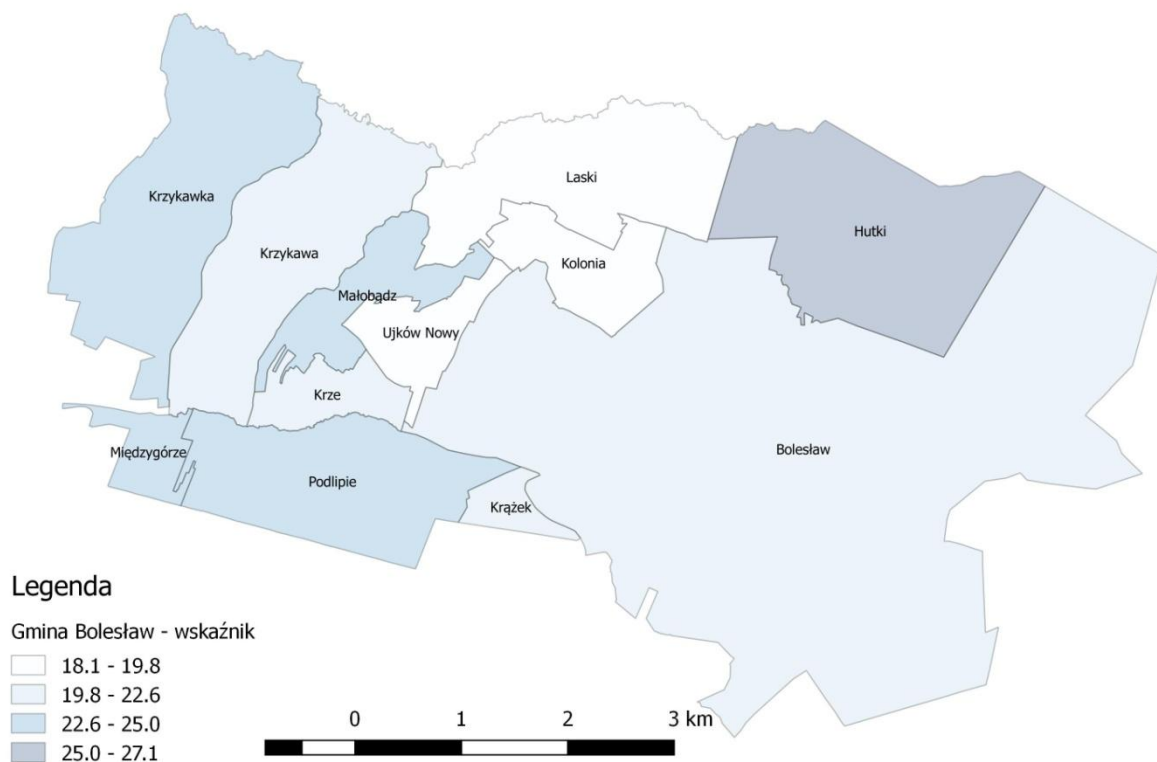 Krzykawka
Laski
Hutki
Krzykawa
Kolonia
Małobądz
Ujków Nowy
Krze
Bolesław
Międzygórze
Podlipie
Krążek
Legenda
Gmina Bolesław - wskaźnik
18.1 - 19.8
19.8 - 22.6
22.6 - 25.0
25.0 - 27.1
0 1 2 3 km